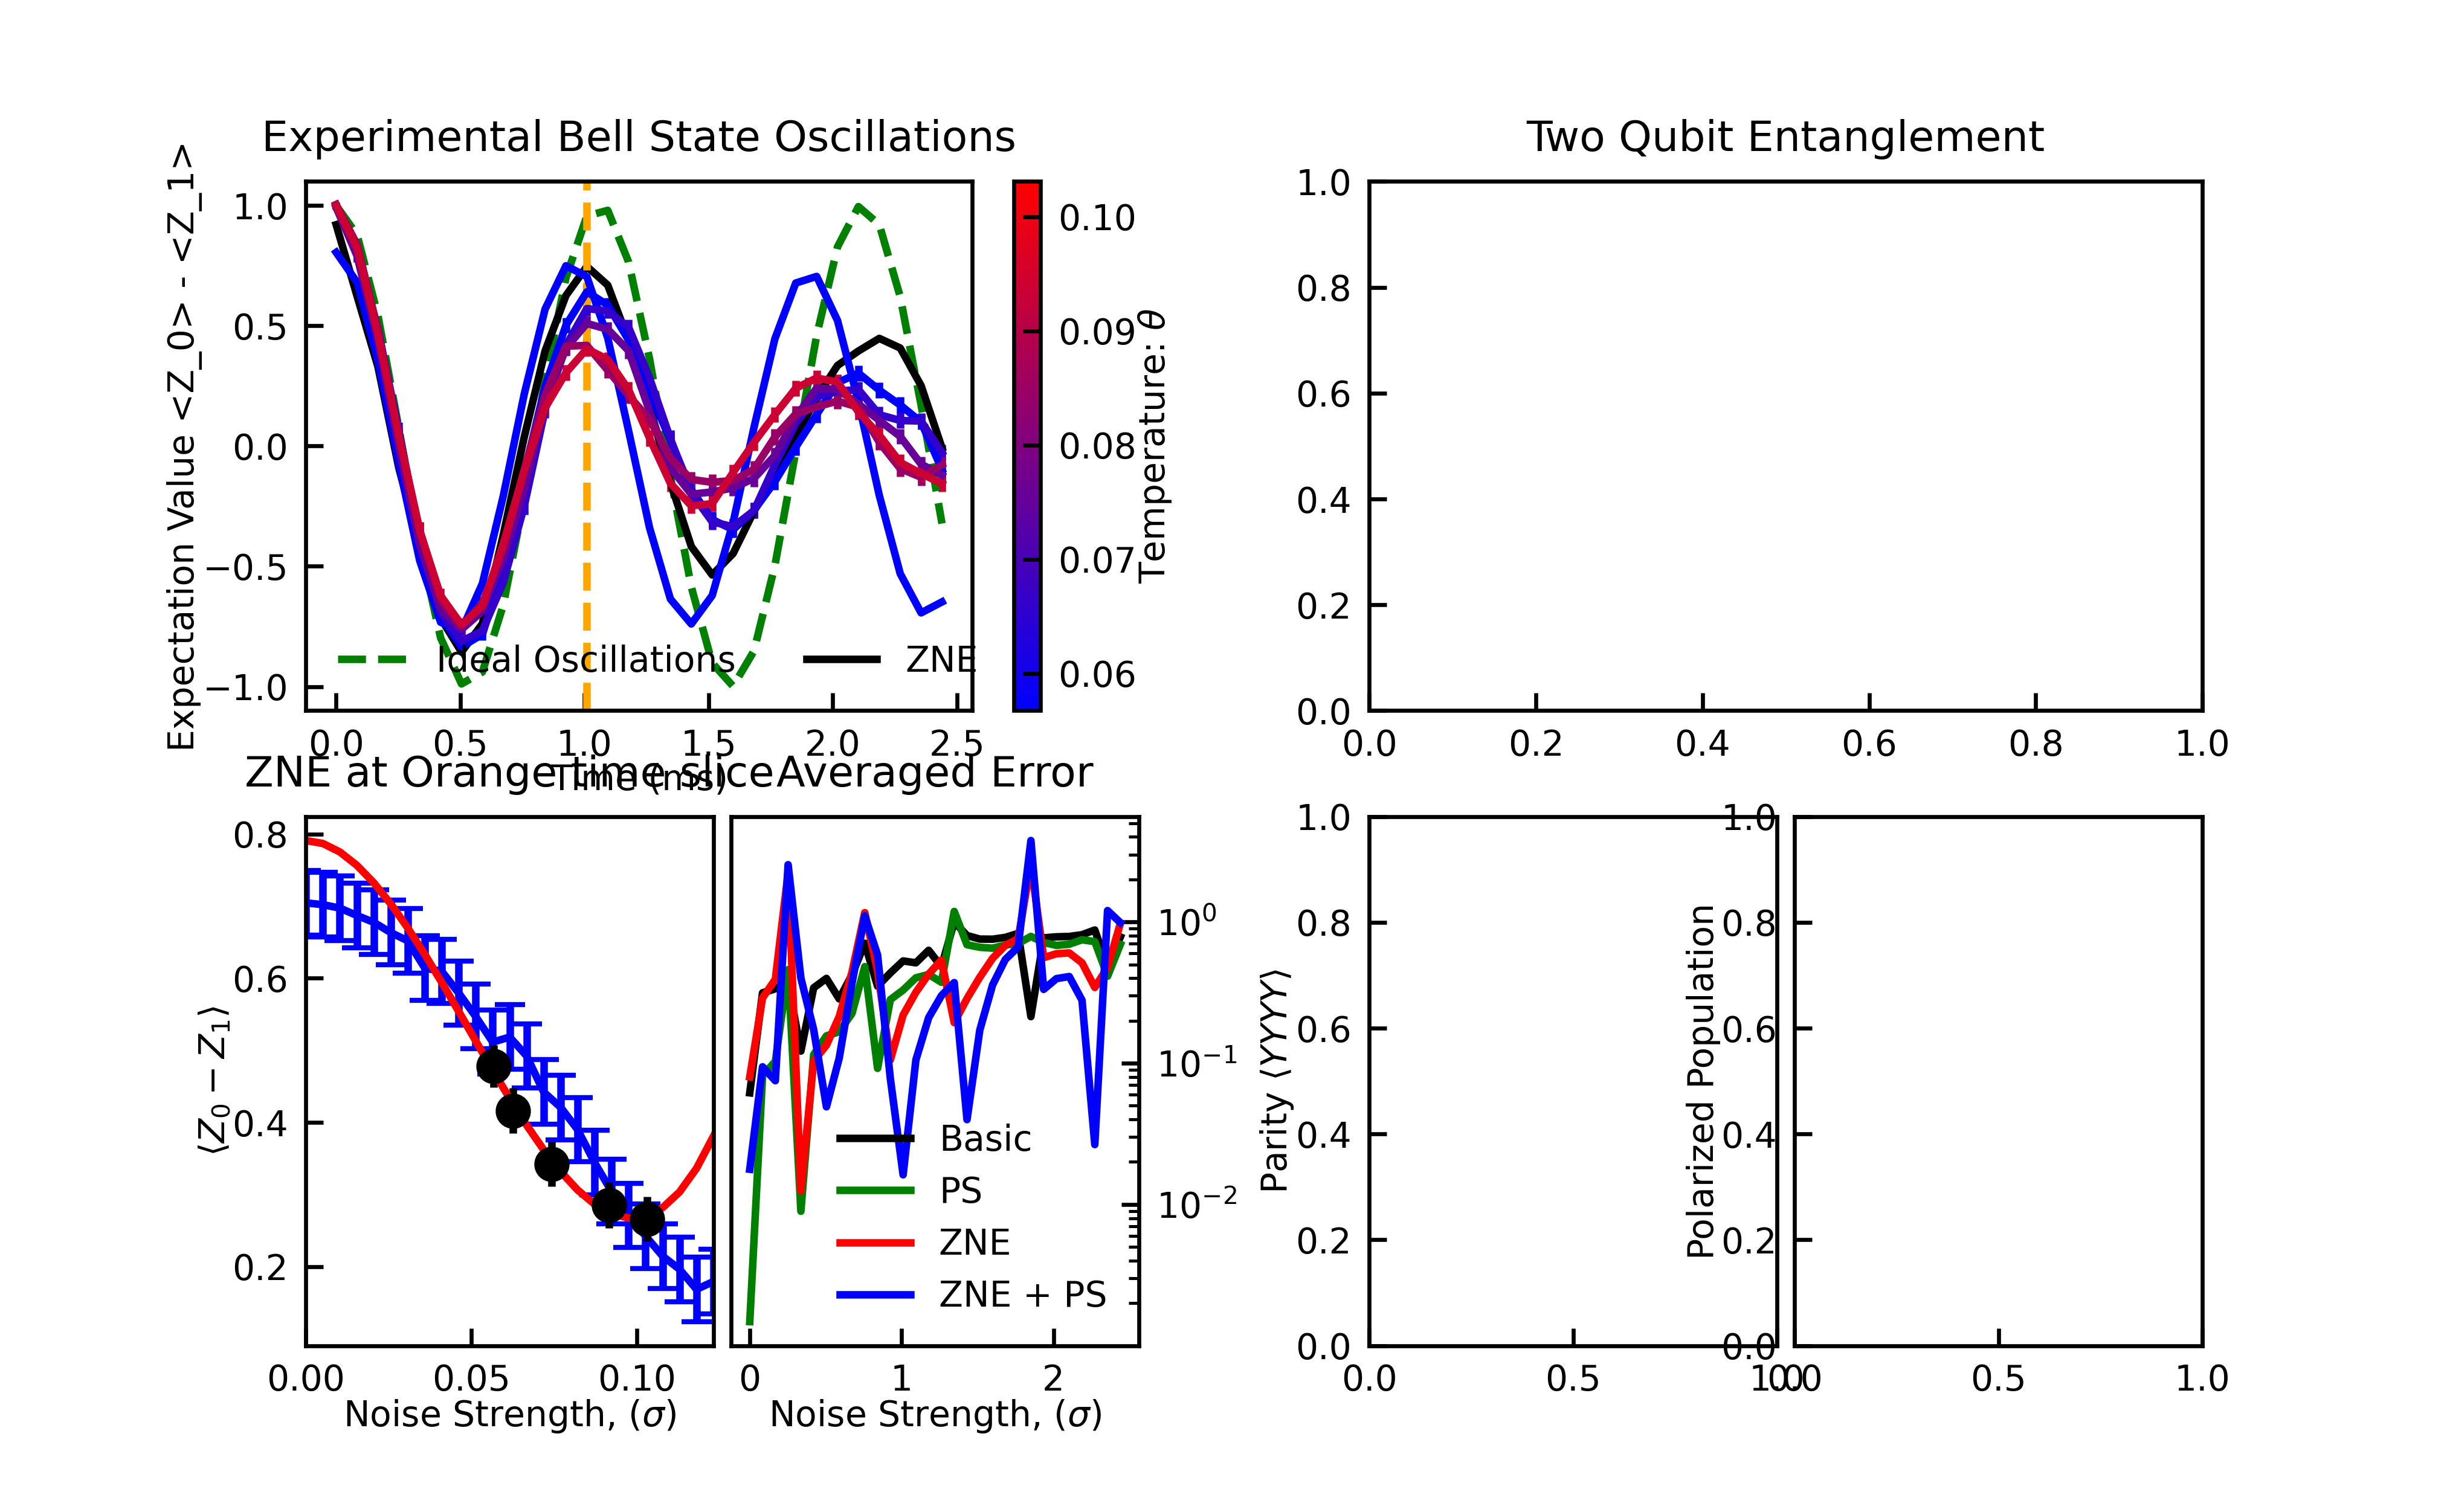 Experimental Bell State Oscillations
Expectation Value <Z_0> - <Z_1>
1.0
0.5
0.0
−0.5
−1.0
Ideal Oscillations
ZNE
0.0 0.5 1.0 1.5 2.0 2.5
Time (ms)
0.10
0.09
0.08
0.07
0.06
Temperature: θ
Two Qubit Entanglement
1.0
0.8
0.6
0.4
0.2
0.0
0.0 0.2 0.4 0.6 0.8 1.0
ZNE at Orange time slice
⟨Z₀ − Z₁⟩
0.8
0.6
0.4
0.2
0.00 0.05 0.10
Noise Strength, (σ)
Averaged Error
10⁰
10⁻¹
10⁻²
Basic
PS
ZNE
ZNE + PS
0 1 2
Noise Strength, (σ)
Parity ⟨YYYY⟩
1.0
0.8
0.6
0.4
0.2
0.0
0.0 0.5 1.0
Polarized Population
1.0
0.8
0.6
0.4
0.2
0.0
0.0 0.5 1.0